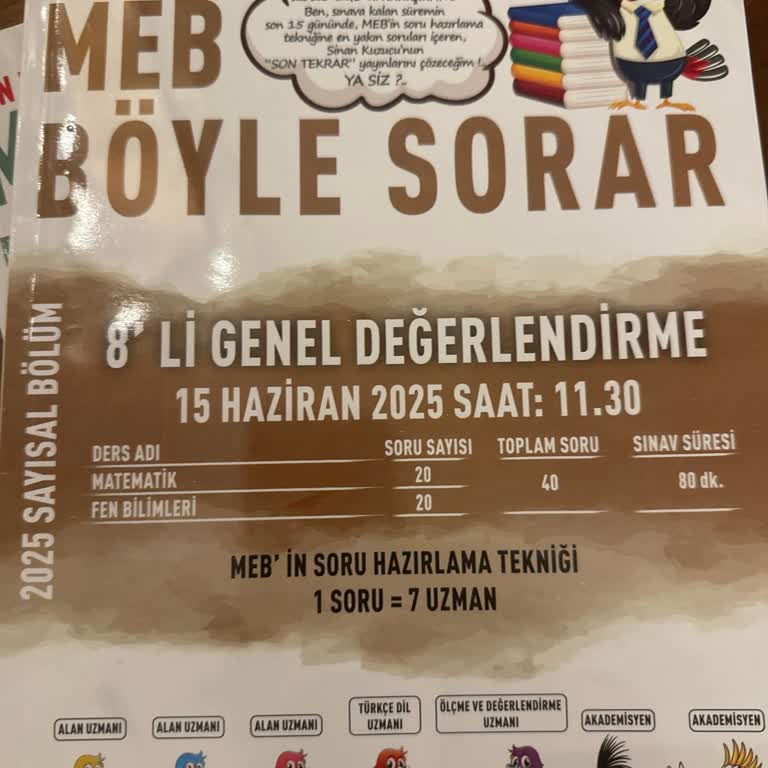 MEB
Ben, sınava kalan süremin
son 15 gününde, MEB'in soru hazırlama
tekniğine en yakın soruları içeren,
Sinan Kuzucu'nun
"SON TEKRAR" yayınlarını çözeceğim !..
YA SİZ ?..
BÖYLE SORAR
2025 SAYISAL BÖLÜM
8' Lİ GENEL DEĞERLENDİRME
15 HAZİRAN 2025 SAAT: 11.30
DERS ADI SORU SAYISI TOPLAM SORU SINAV SÜRESİ
MATEMATİK 20 40 80 dk.
FEN BİLİMLERİ 20
MEB' İN SORU HAZIRLAMA TEKNİĞİ
1 SORU = 7 UZMAN
ALAN UZMANI ALAN UZMANI ALAN UZMANI TÜRKÇE DİL UZMANI ÖLÇME VE DEĞERLENDİRME UZMANI AKADEMİSYEN AKADEMİSYEN